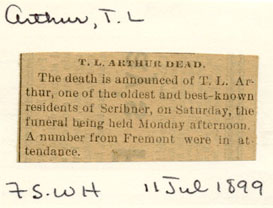 Arthur, T. L
T. L. ARTHUR DEAD.
The death is announced of T. L. Ar-
thur, one of the oldest and best-known
residents of Scribner, on Saturday, the
funeral being held Monday afternoon.
A number from Fremont were in at-
tendance.
FS.WH 11 Jul 1899